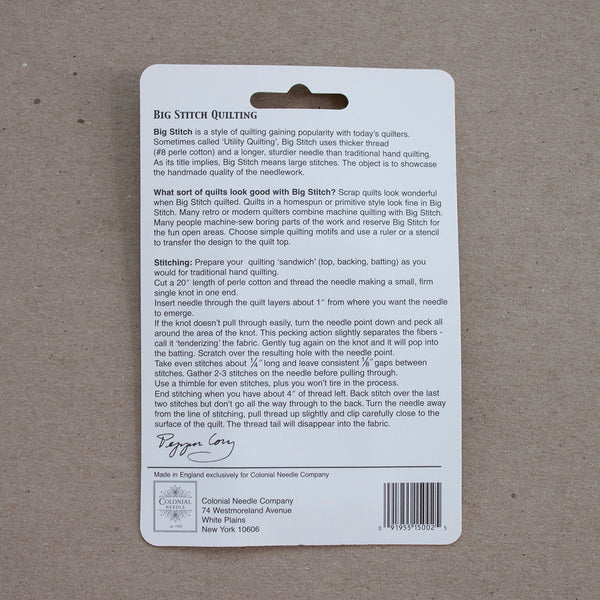 BIG STITCH QUILTING
Big Stitch is a style of quilting gaining popularity with today's quilters.
Sometimes called 'Utility Quilting', Big Stitch uses thicker thread
(#8 perle cotton) and a longer, sturdier needle than traditional hand quilting.
As its title implies, Big Stitch means large stitches. The object is to showcase
the handmade quality of the needlework.
What sort of quilts look good with Big Stitch? Scrap quilts look wonderful
when Big Stitch quilted. Quilts in a homespun or primitive style look fine in Big
Stitch. Many retro or modern quilters combine machine quilting with Big Stitch.
Many people machine-sew boring parts of the work and reserve Big Stitch for
the fun open areas. Choose simple quilting motifs and use a ruler or a stencil
to transfer the design to the quilt top.
Stitching: Prepare your quilting 'sandwich' (top, backing, batting) as you
would for traditional hand quilting.
Cut a 20" length of perle cotton and thread the needle making a small, firm
single knot in one end.
Insert needle through the quilt layers about 1" from where you want the needle
to emerge.
If the knot doesn't pull through easily, turn the needle point down and peck all
around the area of the knot. This pecking action slightly separates the fibers -
call it 'tenderizing' the fabric. Gently tug again on the knot and it will pop into
the batting. Scratch over the resulting hole with the needle point.
Take even stitches about 1/4" long and leave consistent 1/8" gaps between
stitches. Gather 2-3 stitches on the needle before pulling through.
Use a thimble for even stitches, plus you won't tire in the process.
End stitching when you have about 4" of thread left. Back stitch over the last
two stitches but don't go all the way through to the back. Turn the needle away
from the line of stitching, pull thread up slightly and clip carefully close to the
surface of the quilt. The thread tail will disappear into the fabric.
Pepper Cory
Made in England exclusively for Colonial Needle Company
COLONIAL
NEEDLE
Colonial Needle Company
74 Westmoreland Avenue
White Plains
New York 10606
0 91955 15002 5